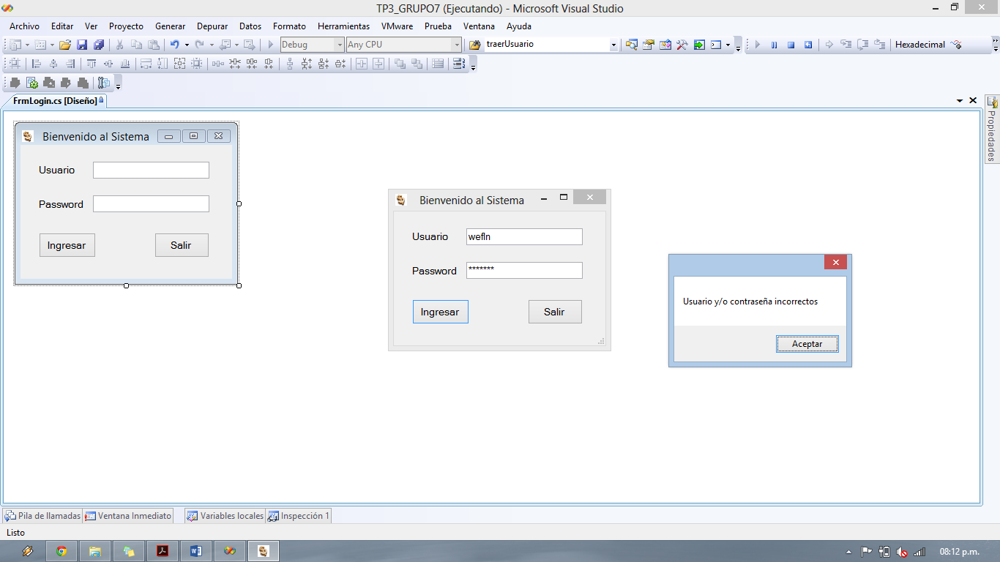 TP3_GRUPO7 (Ejecutando) - Microsoft Visual Studio
Archivo Editar Ver Proyecto Generar Depurar Datos Formato Herramientas VMware Prueba Ventana Ayuda
Debug Any CPU traerUsuario Hexadecimal
FrmLogin.cs [Diseño]
Propiedades
Bienvenido al Sistema
Usuario
Password
Ingresar Salir
Bienvenido al Sistema
Usuario wefln
Password *******
Ingresar Salir
Usuario y/o contraseña incorrectos
Aceptar
Pila de llamadas Ventana Inmediato Variables locales Inspección 1
Listo
08:12 p.m.